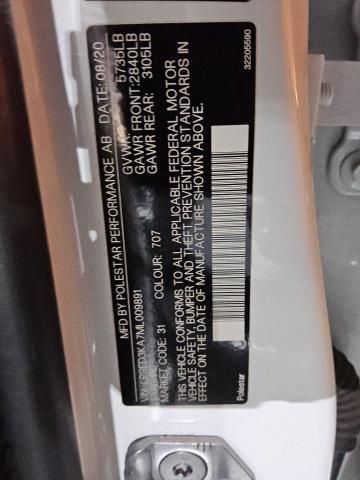 MFD BY POLESTAR PERFORMANCE AB DATE: 08/20
GVWR: 5735LB
GAWR FRONT: 2840LB
GAWR REAR: 3105LB
MARKET CODE: 31 COLOUR: 707
THIS VEHICLE CONFORMS TO ALL APPLICABLE FEDERAL MOTOR
VEHICLE SAFETY, BUMPER AND THEFT PREVENTION STANDARDS IN
EFFECT ON THE DATE OF MANUFACTURE SHOWN ABOVE.
Polestar 32205590